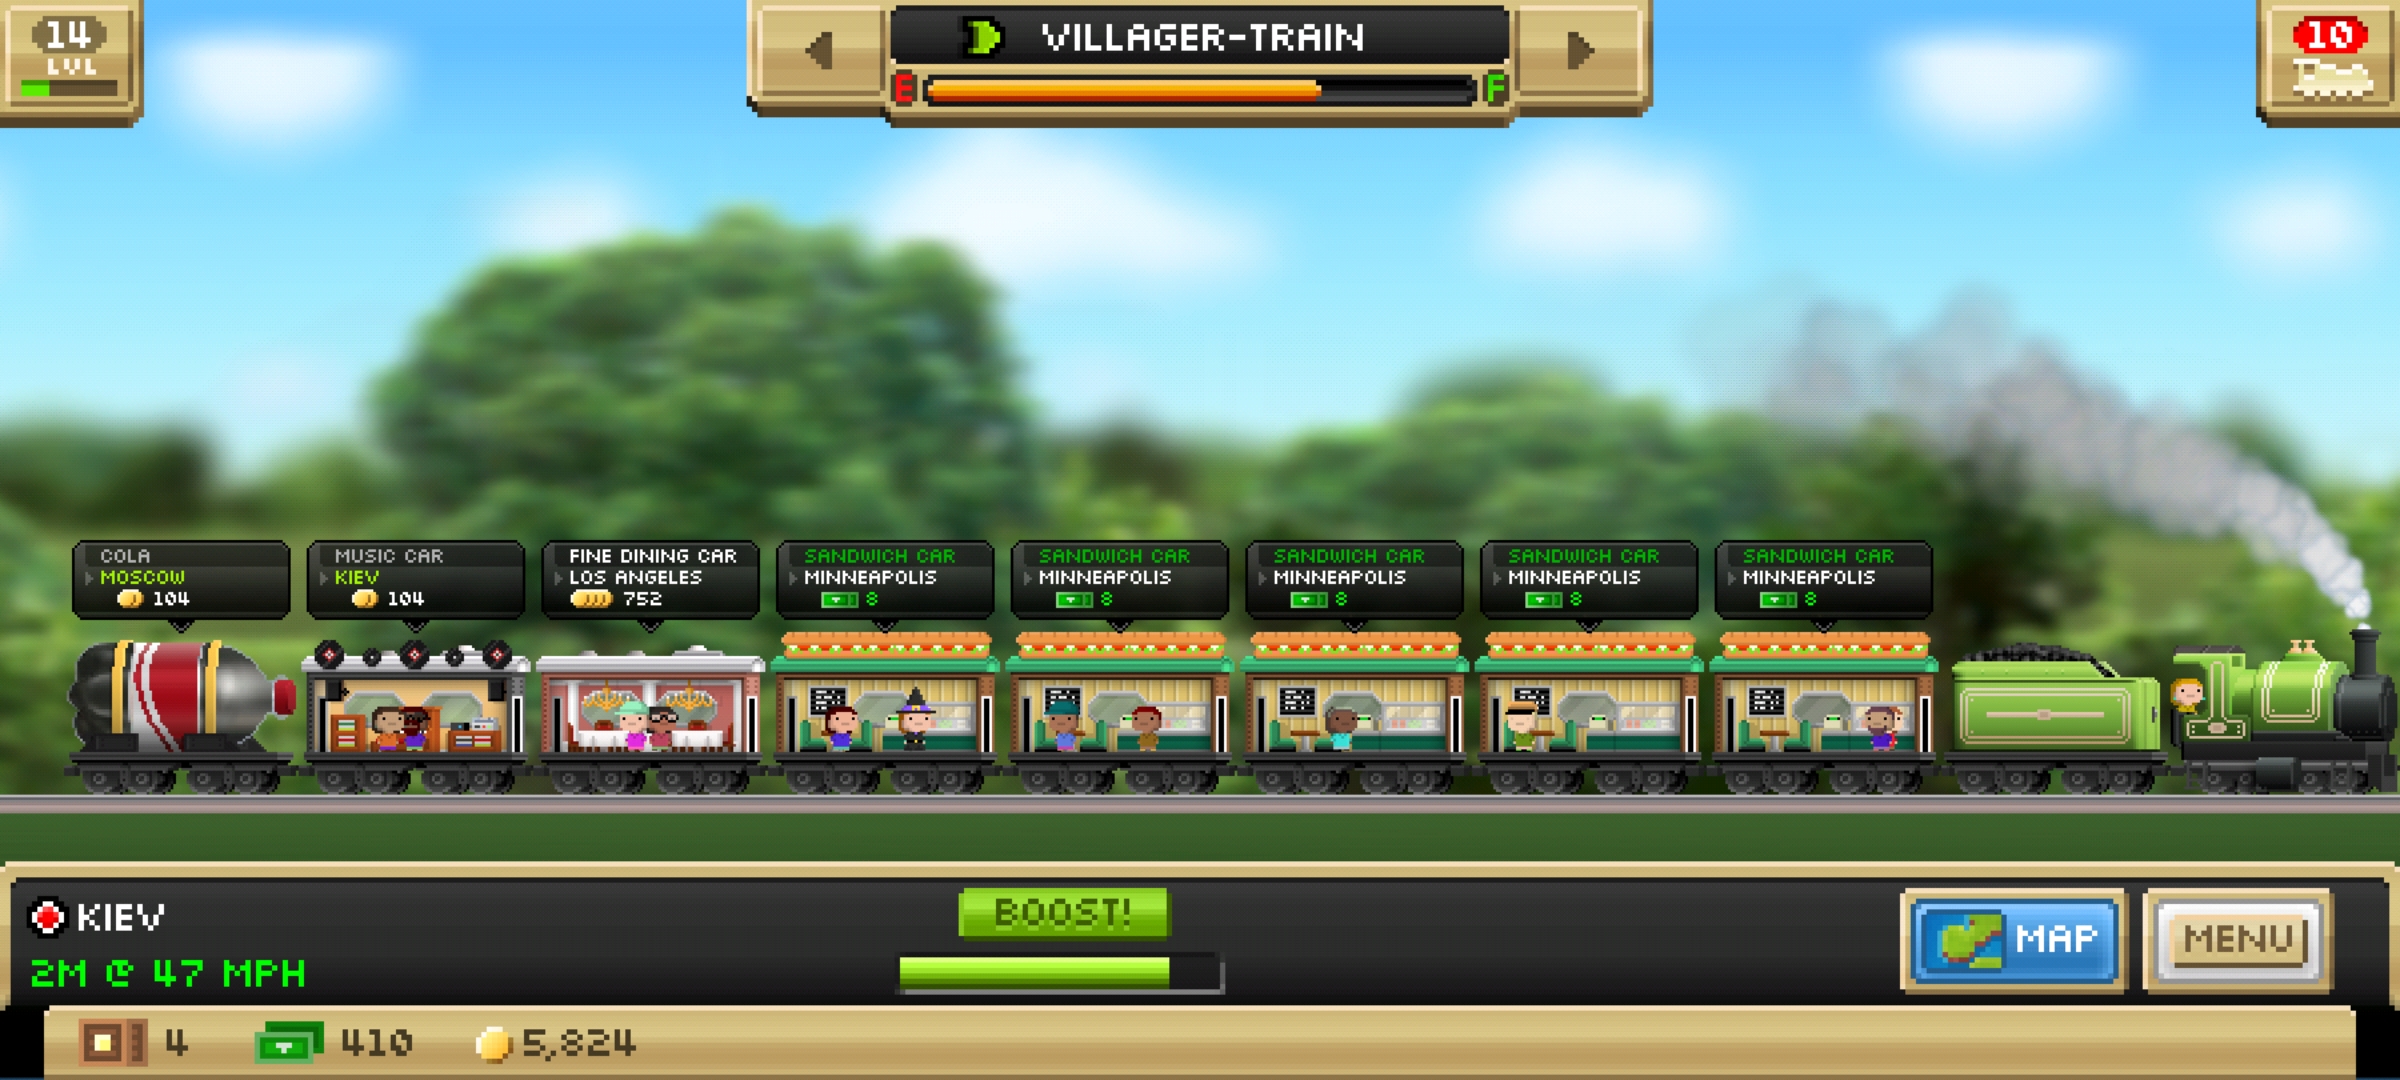 14
LVL
VILLAGER-TRAIN
E
F
10
COLA
MOSCOW
104
MUSIC CAR
KIEV
104
FINE DINING CAR
LOS ANGELES
752
SANDWICH CAR
MINNEAPOLIS
8
SANDWICH CAR
MINNEAPOLIS
8
SANDWICH CAR
MINNEAPOLIS
8
SANDWICH CAR
MINNEAPOLIS
8
SANDWICH CAR
MINNEAPOLIS
8
KIEV
2M @ 47 MPH
BOOST!
MAP
MENU
4
410
5,824